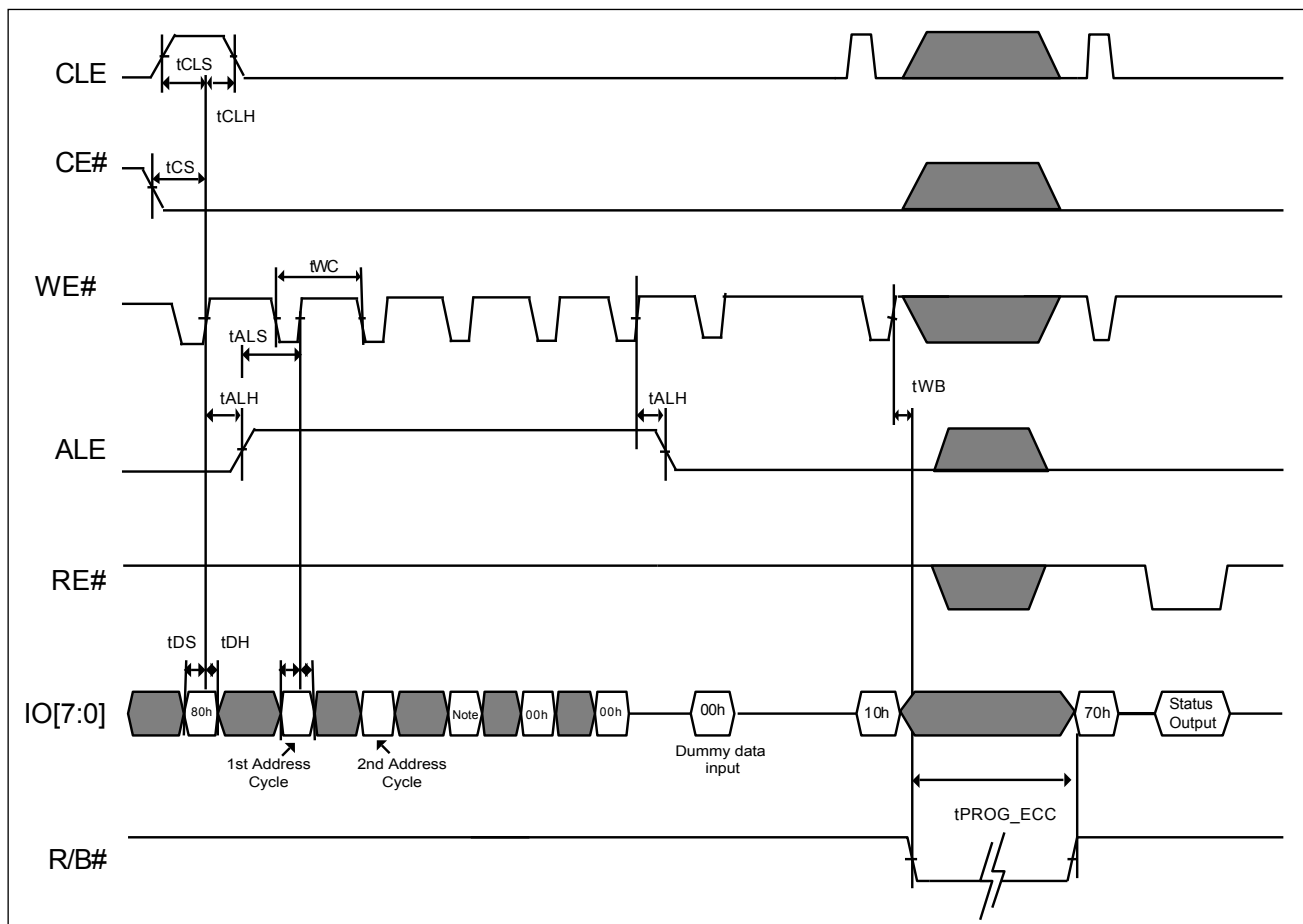 CLE
tCLS
tCLH
CE#
tCS
WE#
tWC
tALS
tALH
tALH
tWB
ALE
RE#
tDS
tDH
IO[7:0]
80h
Note
00h
00h
00h
10h
70h
Status
Output
1st Address
Cycle
2nd Address
Cycle
Dummy data
input
tPROG_ECC
R/B#